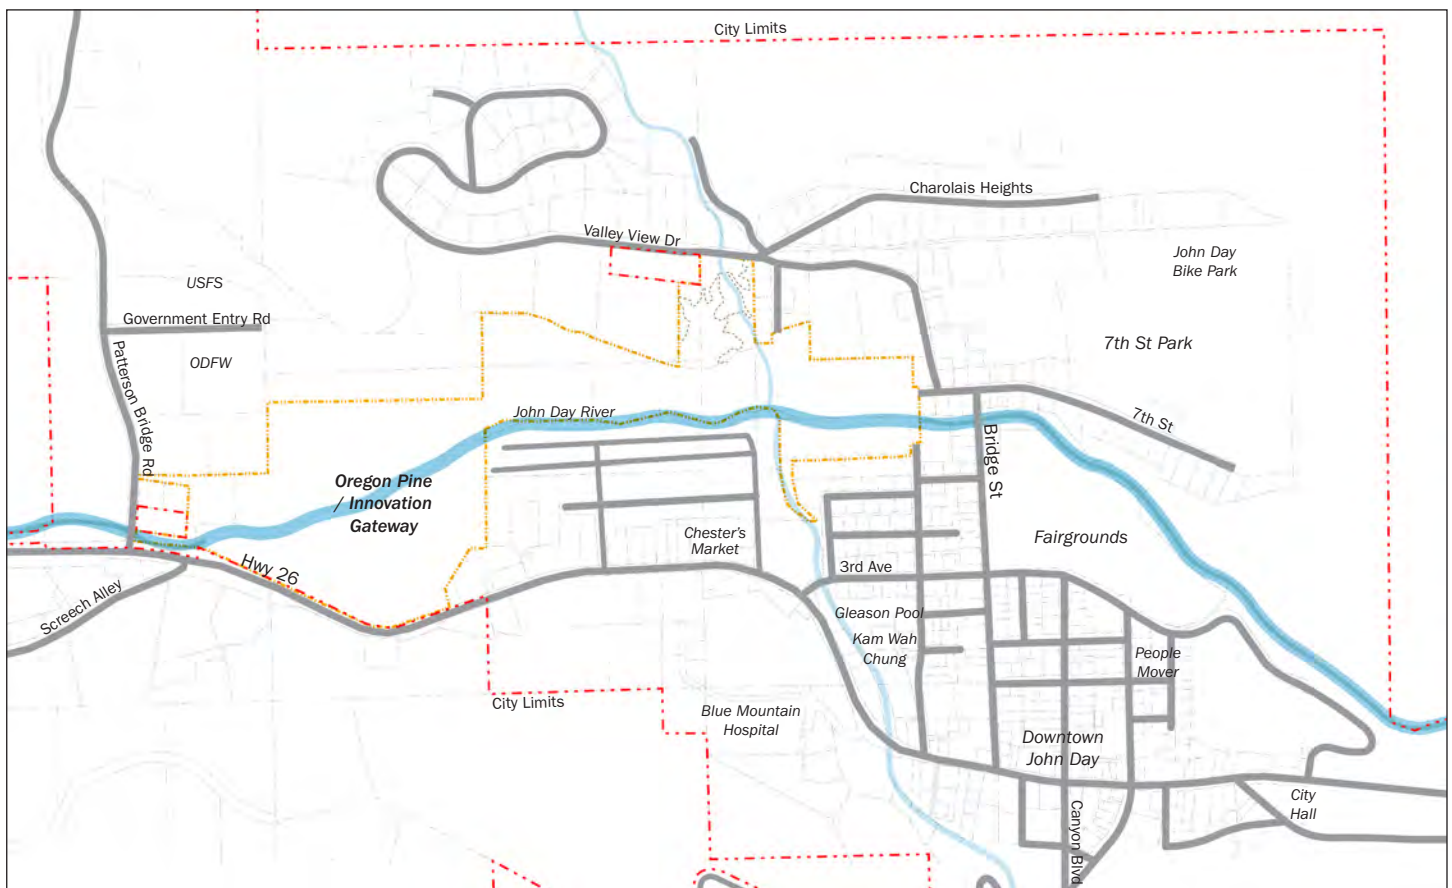 City Limits
Charolais Heights
Valley View Dr
John Day
Bike Park
USFS
Government Entry Rd
7th St Park
ODFW
Patterson Bridge Rd
John Day River
7th St
Bridge St
Oregon Pine
/ Innovation
Gateway
Chester's
Market
Fairgrounds
Hwy 26
3rd Ave
Screech Alley
Gleason Pool
Kam Wah
Chung
People
Mover
City Limits
Blue Mountain
Hospital
Downtown
John Day
City
Hall
Canyon Blvd